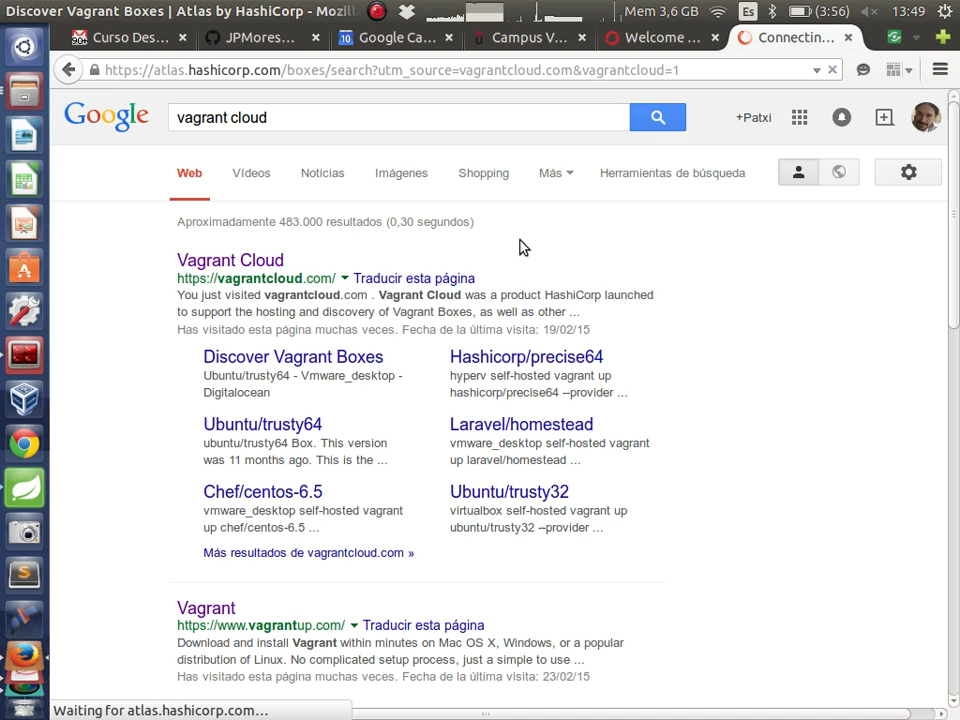 Discover Vagrant Boxes | Atlas by HashiCorp - Mozil
Mem 3,6 GB
Es
(3:56)
13:49
90+
Curso Des... ×
JPMores... ×
10
Google Ca... ×
Campus V... ×
Welcome ... ×
Connectin... ×
https://atlas.hashicorp.com/boxes/search?utm_source=vagrantcloud.com&vagrantcloud=1
Google
vagrant cloud
+Patxi
Web
Vídeos
Noticias
Imágenes
Shopping
Más
Herramientas de búsqueda
Aproximadamente 483.000 resultados (0,30 segundos)
Vagrant Cloud
https://vagrantcloud.com/ Traducir esta página
You just visited vagrantcloud.com . Vagrant Cloud was a product HashiCorp launched
to support the hosting and discovery of Vagrant Boxes, as well as other ...
Has visitado esta página muchas veces. Fecha de la última visita: 19/02/15
Discover Vagrant Boxes
Ubuntu/trusty64 - Vmware_desktop -
Digitalocean
Hashicorp/precise64
hyperv self-hosted vagrant up
hashicorp/precise64 --provider ...
Ubuntu/trusty64
ubuntu/trusty64 Box. This version
was 11 months ago. This is the ...
Laravel/homestead
vmware_desktop self-hosted vagrant
up laravel/homestead ...
Chef/centos-6.5
vmware_desktop self-hosted vagrant
up chef/centos-6.5 ...
Ubuntu/trusty32
virtualbox self-hosted vagrant up
ubuntu/trusty32 --provider ...
Más resultados de vagrantcloud.com »
Vagrant
https://www.vagrantup.com/ Traducir esta página
Download and install Vagrant within minutes on Mac OS X, Windows, or a popular
distribution of Linux. No complicated setup process, just a simple to use ...
Has visitado esta página muchas veces. Fecha de la última visita: 23/02/15
Waiting for atlas.hashicorp.com...